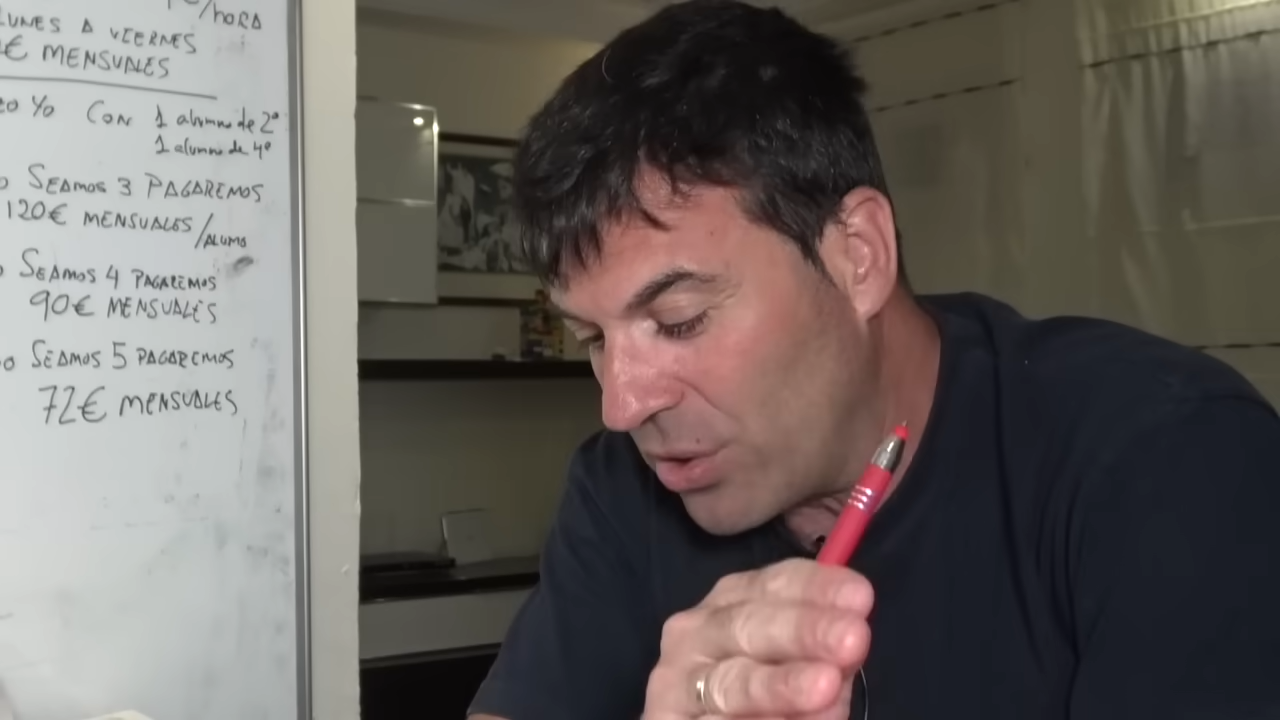 /hORA
LUNES A VIERNES
€ MENSUALES
CON 1 alumno de 2º
1 alumno de 4º
SEAMOS 3 PAGAREMOS
120€ MENSUALES/ALUMO
SEAMOS 4 PAGAREMOS
90€ MENSUALES
SEAMOS 5 PAGAREMOS
72€ MENSUALES